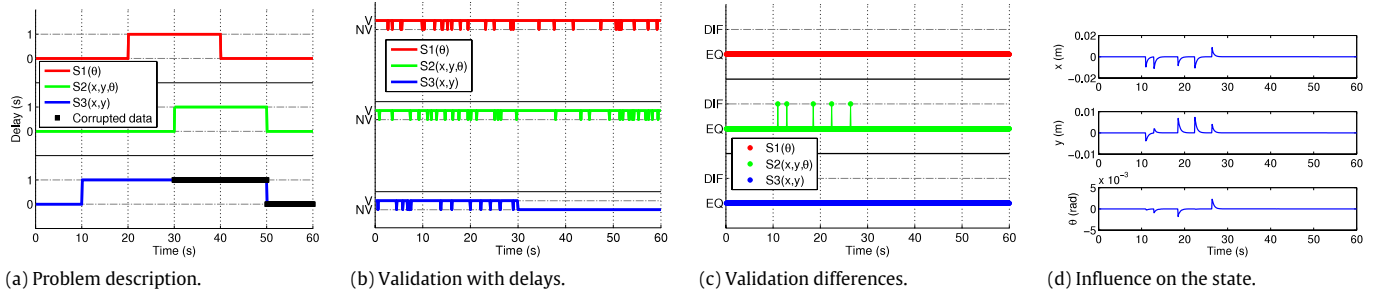 Delay (s)
1
0
1
0
1
0
S1(θ)
S2(x,y,θ)
S3(x,y)
Corrupted data
0 10 20 30 40 50 60
Time (s)
(a) Problem description.
V
NV
V
NV
V
NV
S1(θ)
S2(x,y,θ)
S3(x,y)
0 10 20 30 40 50 60
Time (s)
(b) Validation with delays.
DIF
EQ
DIF
EQ
DIF
EQ
S1(θ)
S2(x,y,θ)
S3(x,y)
0 10 20 30 40 50 60
Time (s)
(c) Validation differences.
x (m)
0.02
0
−0.02
0 10 20 30 40 50 60
y (m)
0.01
0
−0.01
0 10 20 30 40 50 60
x 10⁻³
θ (rad)
5
0
−5
0 10 20 30 40 50 60
Time (s)
(d) Influence on the state.